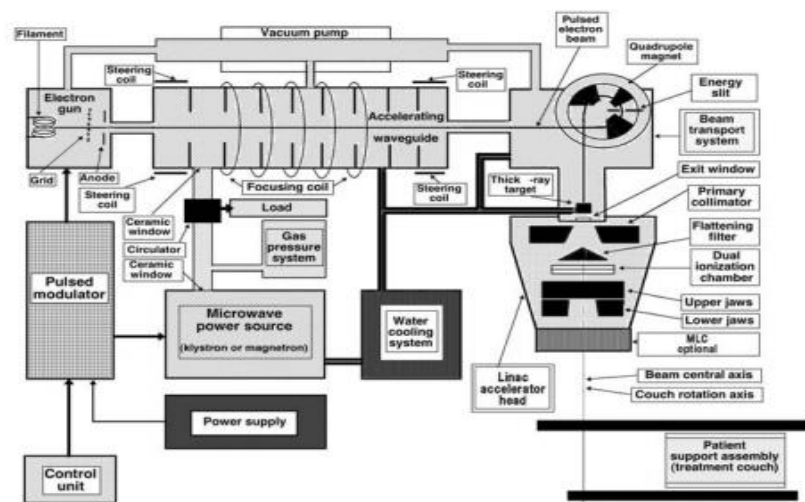 Filament
Vacuum pump
Pulsed
electron
beam
Quadrupole
magnet
Steering
coil
Steering
coil
Energy
slit
Electron
gun
Accelerating
waveguide
Beam
transport
system
Grid
Anode
Steering
coil
Focusing coil
Steering
coil
Thick -ray
target
Exit window
Primary
collimator
Ceramic
window
Load
Circulator
Gas
pressure
system
Ceramic
window
Flattening
filter
Dual
ionization
chamber
Pulsed
modulator
Microwave
power source
(klystron or magnetron)
Water
cooling
system
Upper jaws
Lower jaws
MLC
optional
Linac
accelerator
head
Beam central axis
Couch rotation axis
Power supply
Control
unit
Patient
support assembly
(treatment couch)